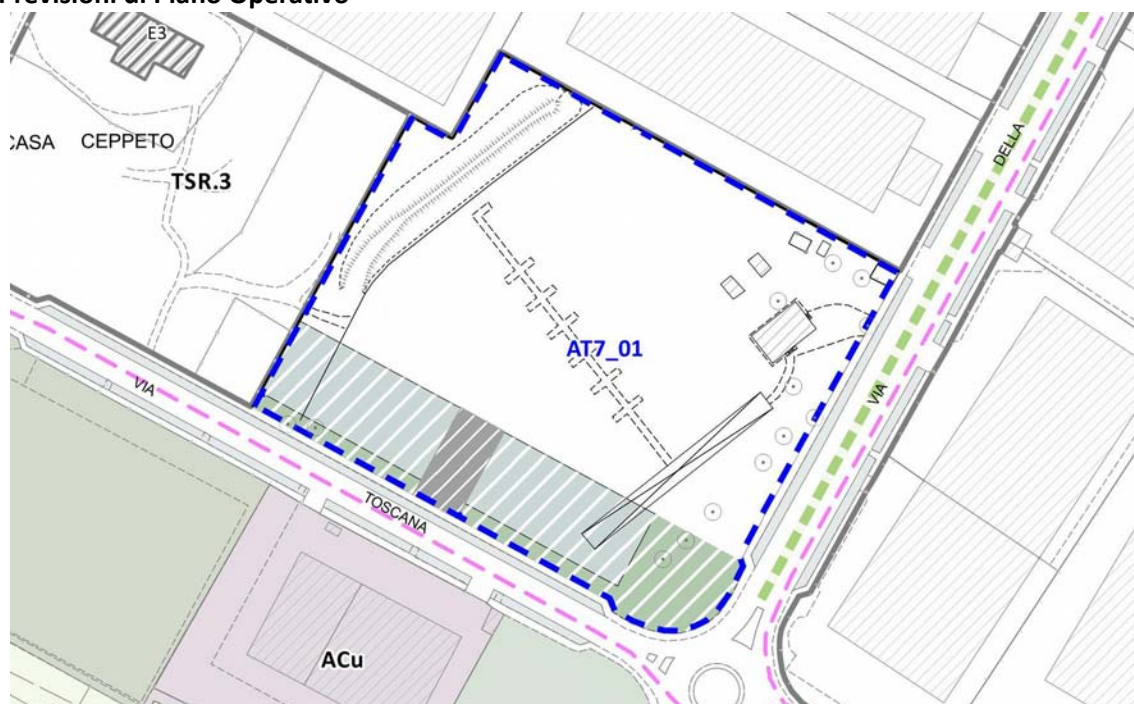 Previsioni di Piano Operativo
E3
CASA CEPPETO
TSR.3
DELLA
AT7_01
VIA
VIA
TOSCANA
ACu